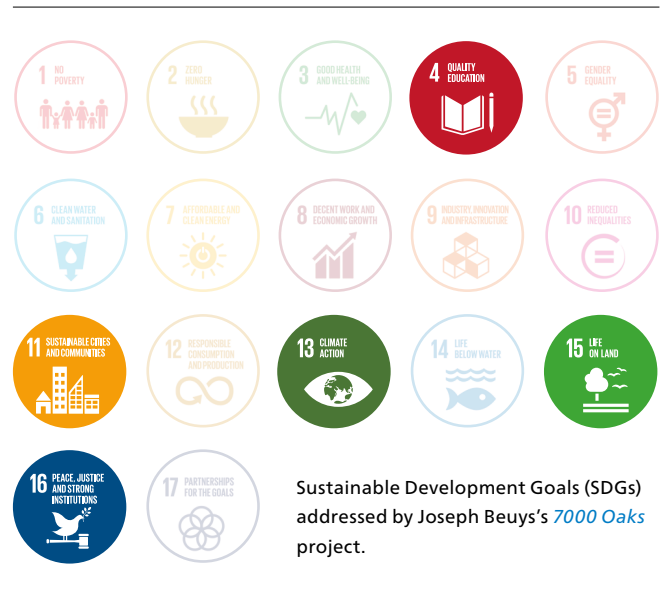 1 NO
POVERTY
2 ZERO
HUNGER
3 GOOD HEALTH
AND WELL-BEING
4 QUALITY
EDUCATION
5 GENDER
EQUALITY
6 CLEAN WATER
AND SANITATION
7 AFFORDABLE AND
CLEAN ENERGY
8 DECENT WORK AND
ECONOMIC GROWTH
9 INDUSTRY, INNOVATION
AND INFRASTRUCTURE
10 REDUCED
INEQUALITIES
11 SUSTAINABLE CITIES
AND COMMUNITIES
12 RESPONSIBLE
CONSUMPTION
AND PRODUCTION
13 CLIMATE
ACTION
14 LIFE
BELOW WATER
15 LIFE
ON LAND
16 PEACE, JUSTICE
AND STRONG
INSTITUTIONS
17 PARTNERSHIPS
FOR THE GOALS
Sustainable Development Goals (SDGs)
addressed by Joseph Beuys’s 7000 Oaks
project.